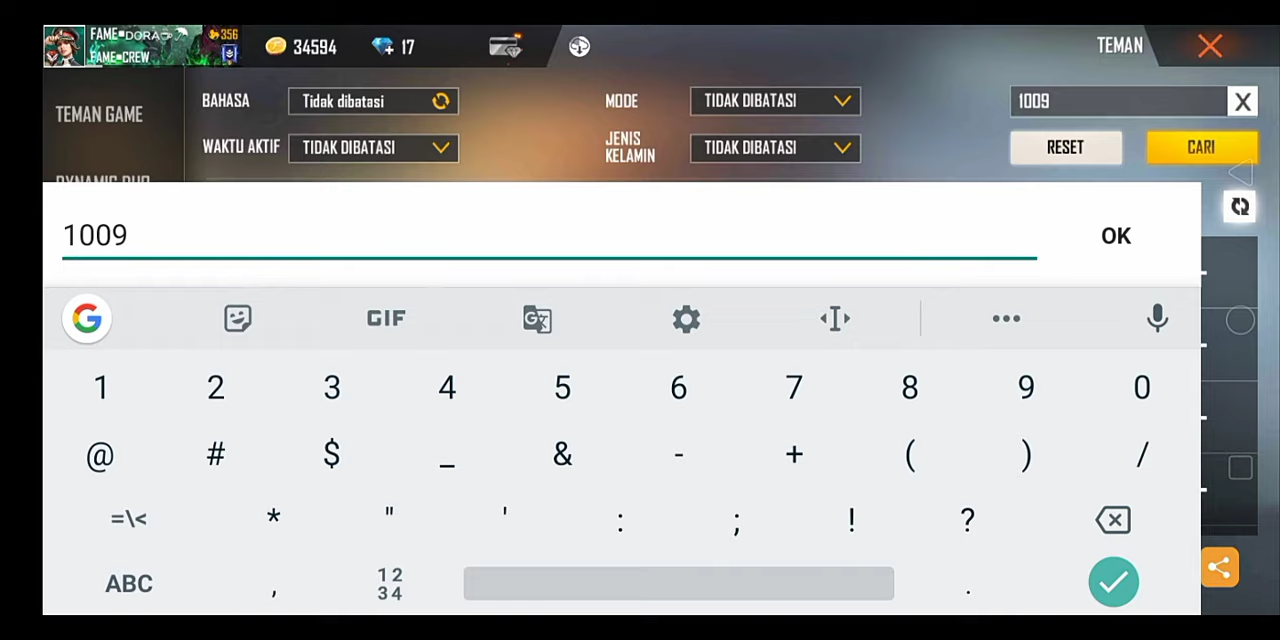 FAME▪DORA
356
FAME▪CREW
34594
17
TEMAN
TEMAN GAME
BAHASA
Tidak dibatasi
MODE
TIDAK DIBATASI
1009
X
WAKTU AKTIF
TIDAK DIBATASI
JENIS
KELAMIN
TIDAK DIBATASI
RESET
CARI
DYNAMIC DUO
1009
OK
G
GIF
1 2 3 4 5 6 7 8 9 0
@ # $ _ & - + ( ) /
=\< * " ' : ; ! ?
ABC , 12 .
34